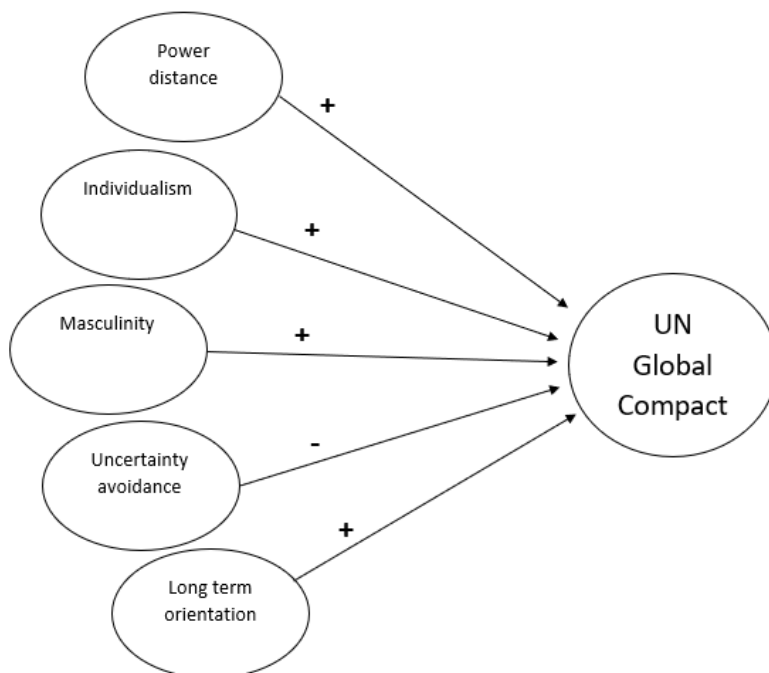 Power
distance
+
Individualism
+
Masculinity
+
UN
Global
Compact
Uncertainty
avoidance
-
+
Long term
orientation